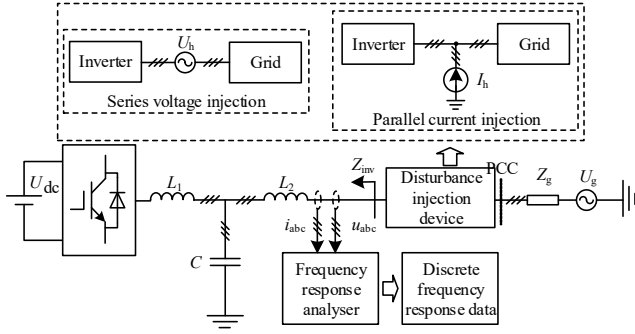 Inverter
U_h
Grid
Series voltage injection
Inverter
Grid
I_h
Parallel current injection
U_dc
L_1
L_2
Z_inv
Disturbance
injection
device
PCC
Z_g
U_g
i_abc
u_abc
C
Frequency
response
analyser
Discrete
frequency
response data